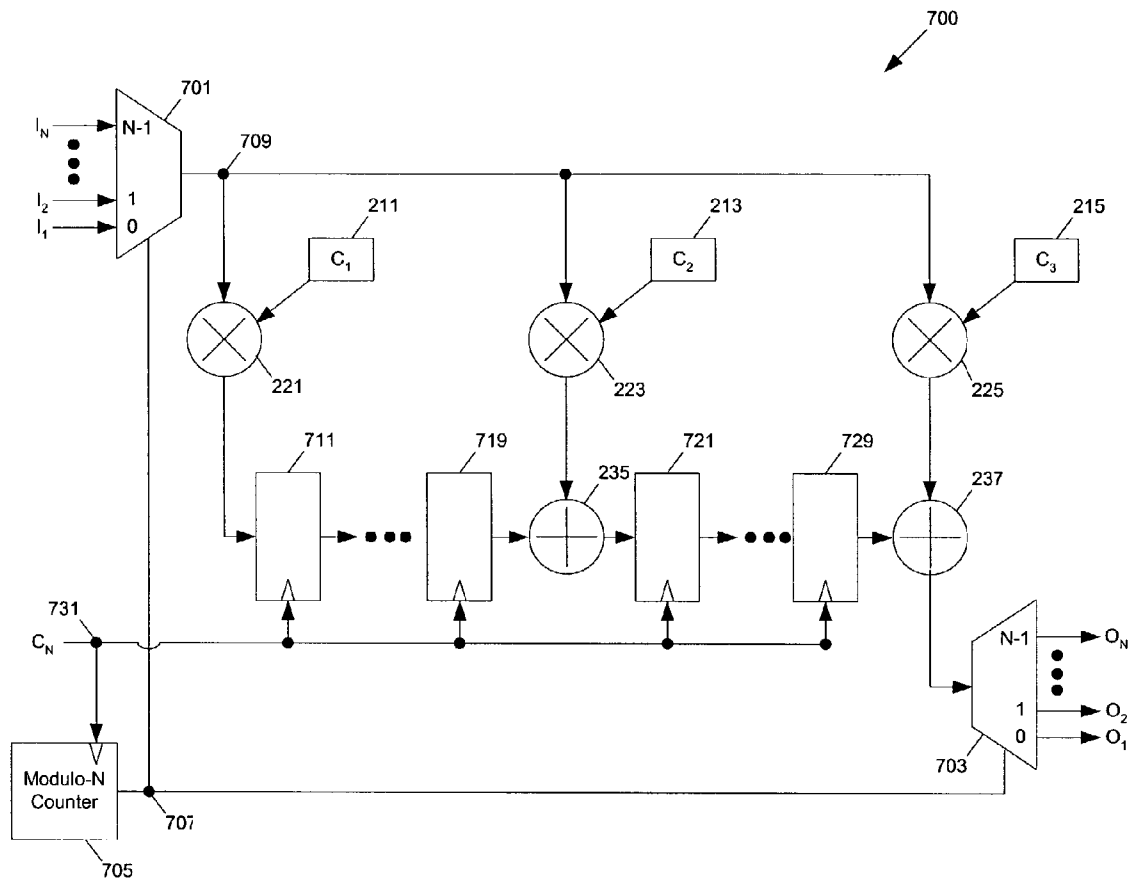 700
701
I_N N-1
709
I_2 1
I_1 0
211 213 215
C_1 C_2 C_3
221 223 225
711 719 235 721 729 237
731
C_N
N-1 O_N
1 O_2
0 O_1
703
Modulo-N
Counter
707
705